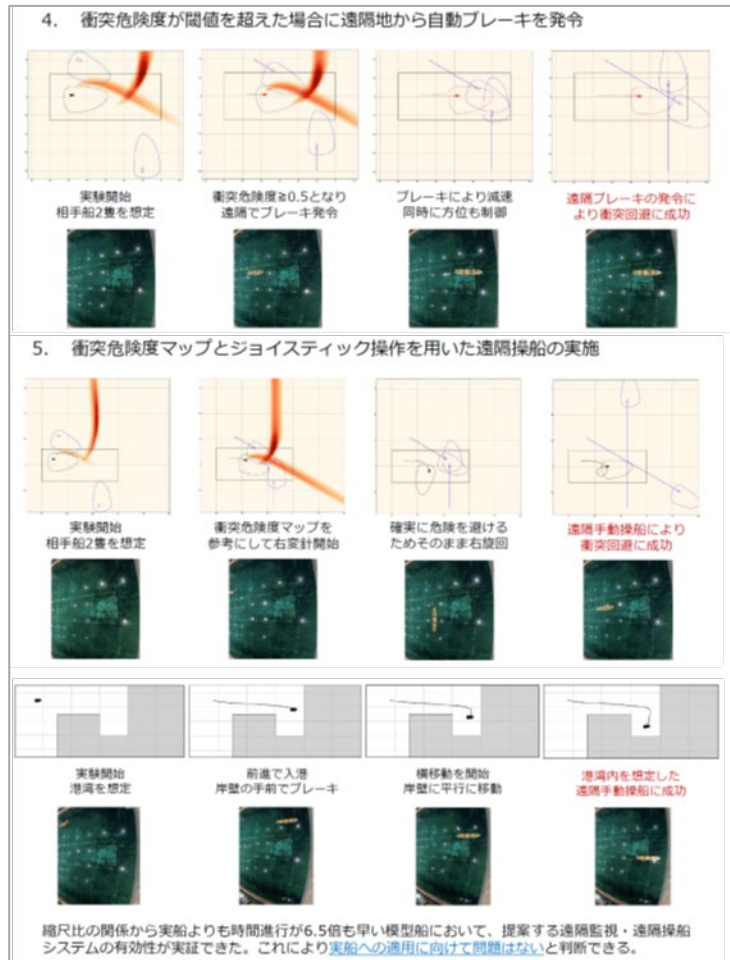 4. 衝突危険度が閾値を超えた場合に遠隔地から自動ブレーキを発令
実験開始
相手船2隻を想定
衝突危険度≧0.5となり
遠隔でブレーキ発令
ブレーキにより減速
同時に方位も制御
遠隔ブレーキの発令に
より衝突回避に成功
5. 衝突危険度マップとジョイスティック操作を用いた遠隔操船の実施
実験開始
相手船2隻を想定
衝突危険度マップを
参考にして右変針開始
確実に危険を避ける
ためそのまま右旋回
遠隔手動操船により
衝突回避に成功
実験開始
港湾を想定
前進で入港
岸壁の手前でブレーキ
横移動を開始
岸壁に平行に移動
港湾内を想定した
遠隔手動操船に成功
縮尺比の関係から実船よりも時間進行が6.5倍も早い模型船において、提案する遠隔監視・遠隔操船
システムの有効性が実証できた。これにより実船への適用に向けて問題はないと判断できる。